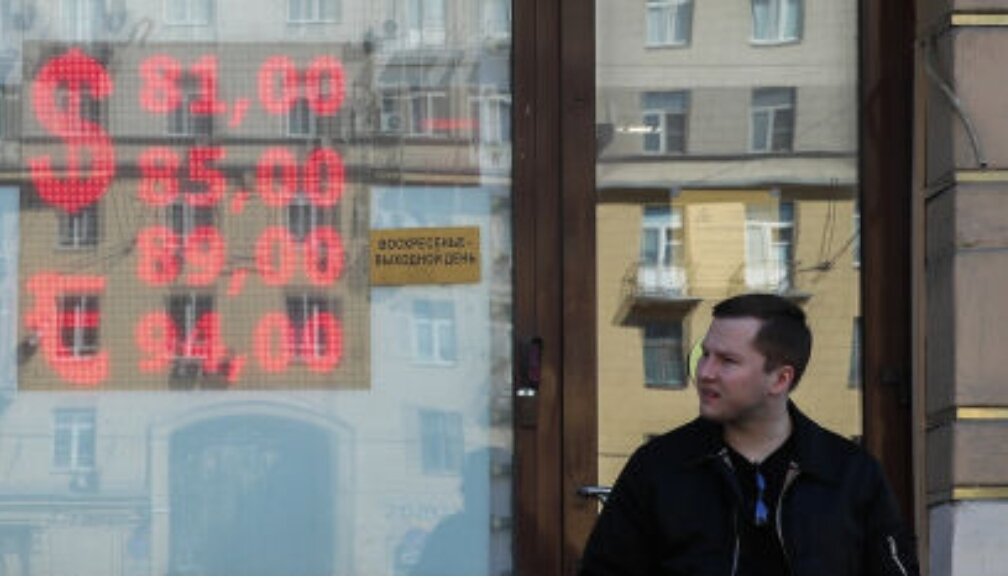 $ 81,00
85,00
€ 89,00
94,00
ВОСКРЕСЕНЬЕ-
ВЫХОДНОЙ ДЕНЬ